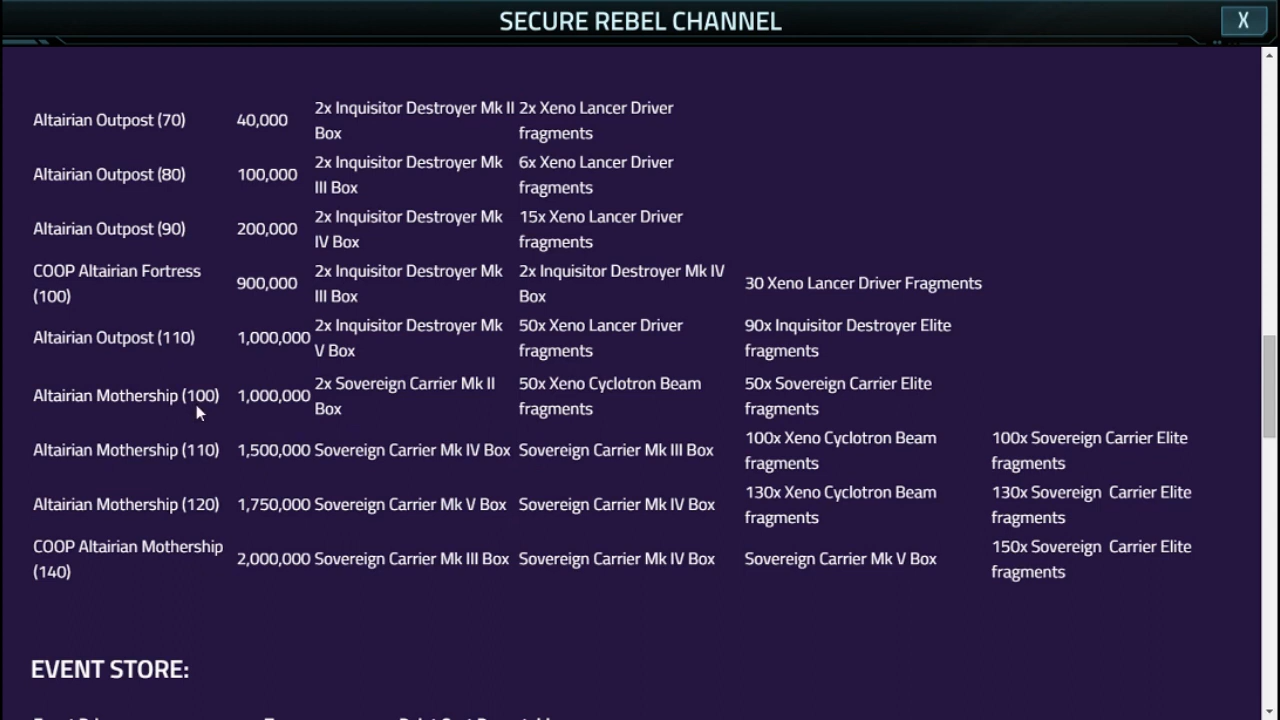 SECURE REBEL CHANNEL
X
Altairian Outpost (70) 40,000 2x Inquisitor Destroyer Mk II Box 2x Xeno Lancer Driver fragments
Altairian Outpost (80) 100,000 2x Inquisitor Destroyer Mk III Box 6x Xeno Lancer Driver fragments
Altairian Outpost (90) 200,000 2x Inquisitor Destroyer Mk IV Box 15x Xeno Lancer Driver fragments
COOP Altairian Fortress (100) 900,000 2x Inquisitor Destroyer Mk III Box 2x Inquisitor Destroyer Mk IV Box 30 Xeno Lancer Driver Fragments
Altairian Outpost (110) 1,000,000 2x Inquisitor Destroyer Mk V Box 50x Xeno Lancer Driver fragments 90x Inquisitor Destroyer Elite fragments
Altairian Mothership (100) 1,000,000 2x Sovereign Carrier Mk II Box 50x Xeno Cyclotron Beam fragments 50x Sovereign Carrier Elite fragments
Altairian Mothership (110) 1,500,000 Sovereign Carrier Mk IV Box Sovereign Carrier Mk III Box 100x Xeno Cyclotron Beam fragments 100x Sovereign Carrier Elite fragments
Altairian Mothership (120) 1,750,000 Sovereign Carrier Mk V Box Sovereign Carrier Mk IV Box 130x Xeno Cyclotron Beam fragments 130x Sovereign Carrier Elite fragments
COOP Altairian Mothership (140) 2,000,000 Sovereign Carrier Mk III Box Sovereign Carrier Mk IV Box Sovereign Carrier Mk V Box 150x Sovereign Carrier Elite fragments
EVENT STORE: